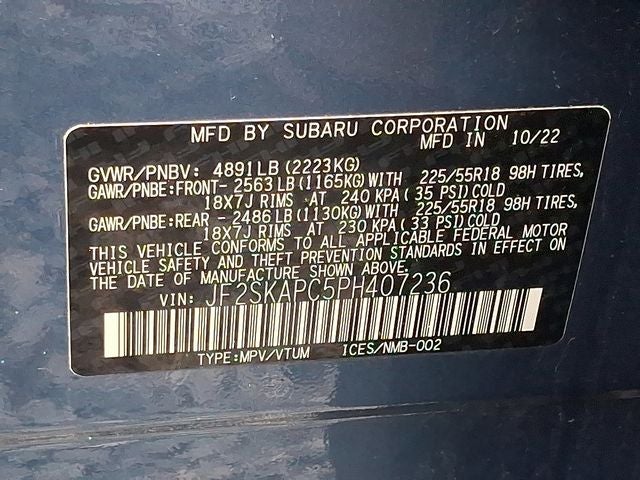 MFD BY SUBARU CORPORATION
MFD IN 10/22
GVWR/PNBV: 4891LB(2223KG)
GAWR/PNBE:FRONT- 2563LB(1165KG)WITH 225/55R18 98H TIRES,
18X7J RIMS AT 240 KPA(35 PSI)COLD
GAWR/PNBE:REAR - 2486LB(1130KG)WITH 225/55R18 98H TIRES,
18X7J RIMS AT 230 KPA(33 PSI)COLD
THIS VEHICLE CONFORMS TO ALL APPLICABLE FEDERAL MOTOR
VEHICLE SAFETY AND THEFT PREVENTION STANDARDS IN EFFECT ON
THE DATE OF MANUFACTURE SHOWN ABOVE.
VIN: JF2SKAPC5PH407236
TYPE:MPV/VTUM ICES/NMB-002